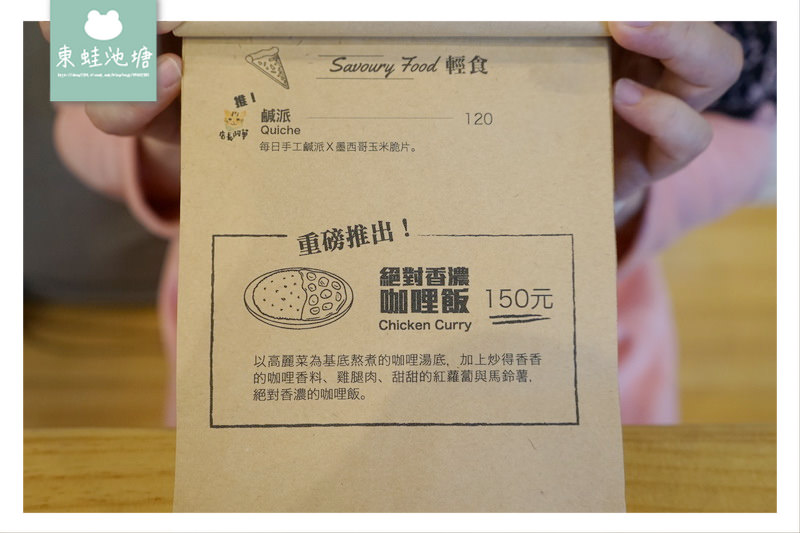 東蛙池塘
Savoury Food 輕食
推！
鹹派 120
Quiche
每日手工鹹派X墨西哥玉米脆片。
重磅推出！
絕對香濃
咖哩飯 150元
Chicken Curry
以高麗菜為基底熬煮的咖哩湯底，加上炒得香香
的咖哩香料、雞腿肉、甜甜的紅蘿蔔與馬鈴薯，
絕對香濃的咖哩飯。